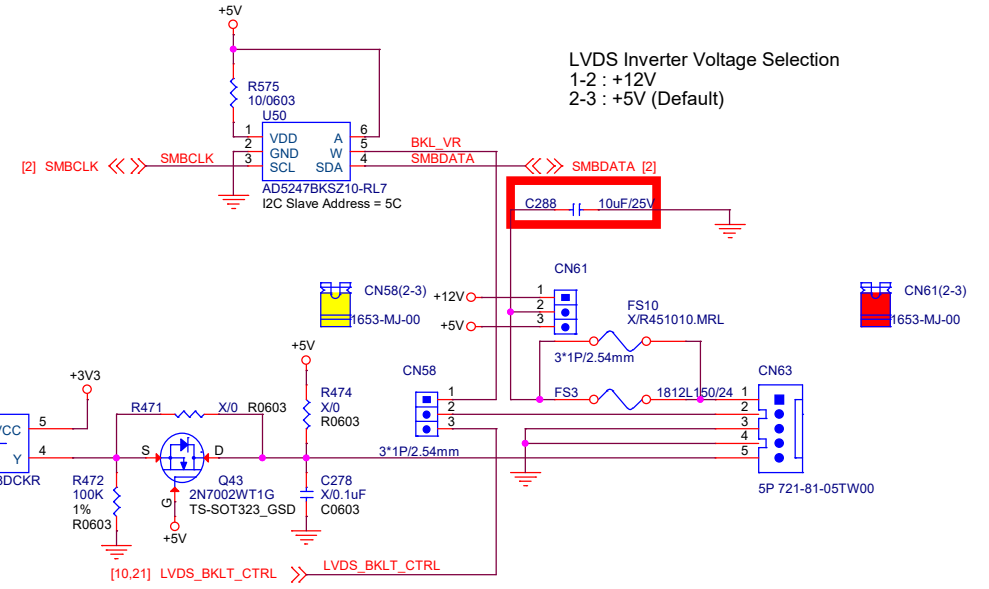 +5V
LVDS Inverter Voltage Selection
1-2 : +12V
2-3 : +5V (Default)
R575
10/0603
U50
1
2
3
VDD
GND
SCL
A
W
SDA
6
5
4
BKL_VR
SMBDATA
[2] SMBCLK
SMBCLK
SMBDATA [2]
AD5247BKSZ10-RL7
I2C Slave Address = 5C
C288
10uF/25V
CN61
CN58(2-3)
1653-MJ-00
+12V
+5V
1
2
3
FS10
X/R451010.MRL
3*1P/2.54mm
CN61(2-3)
1653-MJ-00
+5V
+3V3
R474
X/0
R0603
CN58
1
2
3
3*1P/2.54mm
FS3
1812L150/24
CN63
1
2
3
4
5
5P 721-81-05TW00
R471
X/0
R0603
VCC
Y
5
4
3DCKR
S
D
G
Q43
2N7002WT1G
TS-SOT323_GSD
+5V
R472
100K
1%
R0603
C278
X/0.1uF
C0603
[10,21] LVDS_BKLT_CTRL
LVDS_BKLT_CTRL